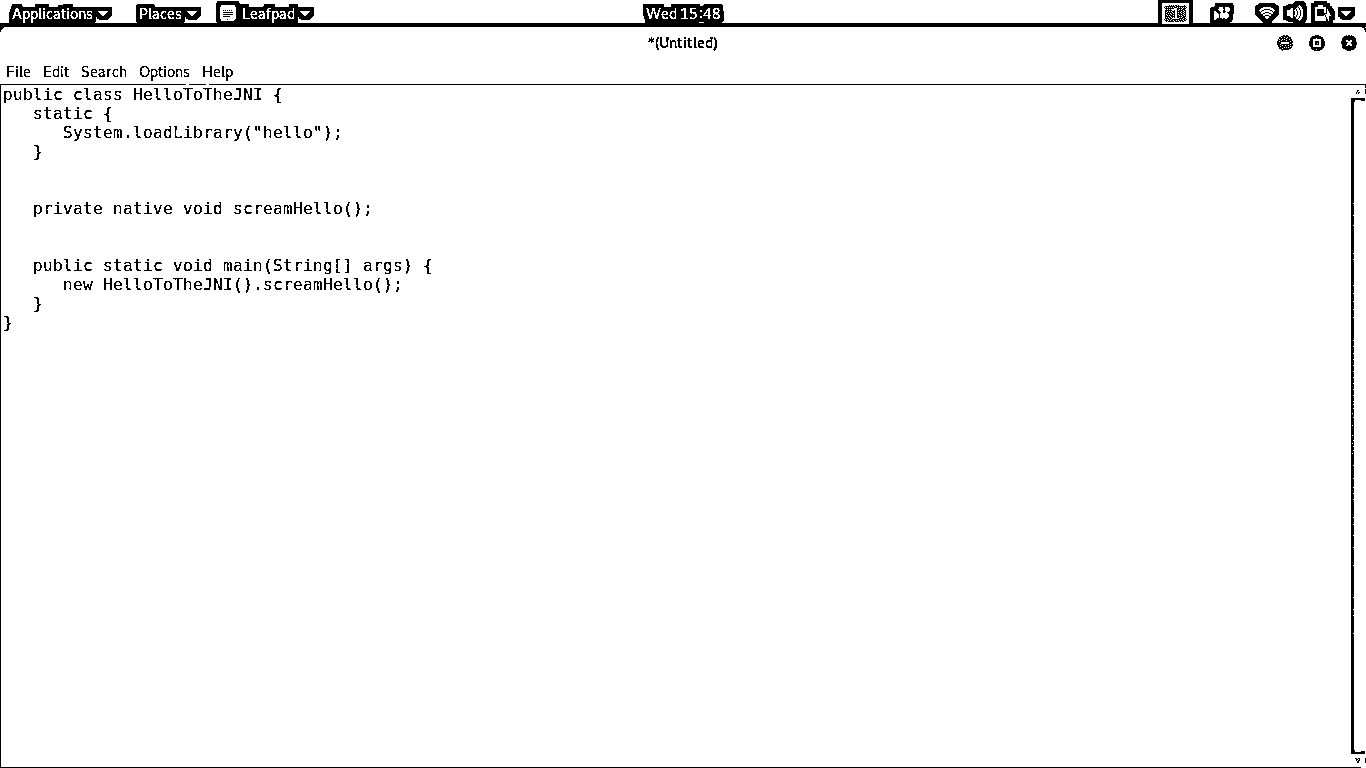 Applications Places Leafpad Wed 15:48 1
*(Untitled)
File Edit Search Options Help
public class HelloToTheJNI {
   static {
      System.loadLibrary("hello");
   }
   private native void screamHello();
   public static void main(String[] args) {
      new HelloToTheJNI().screamHello();
   }
}